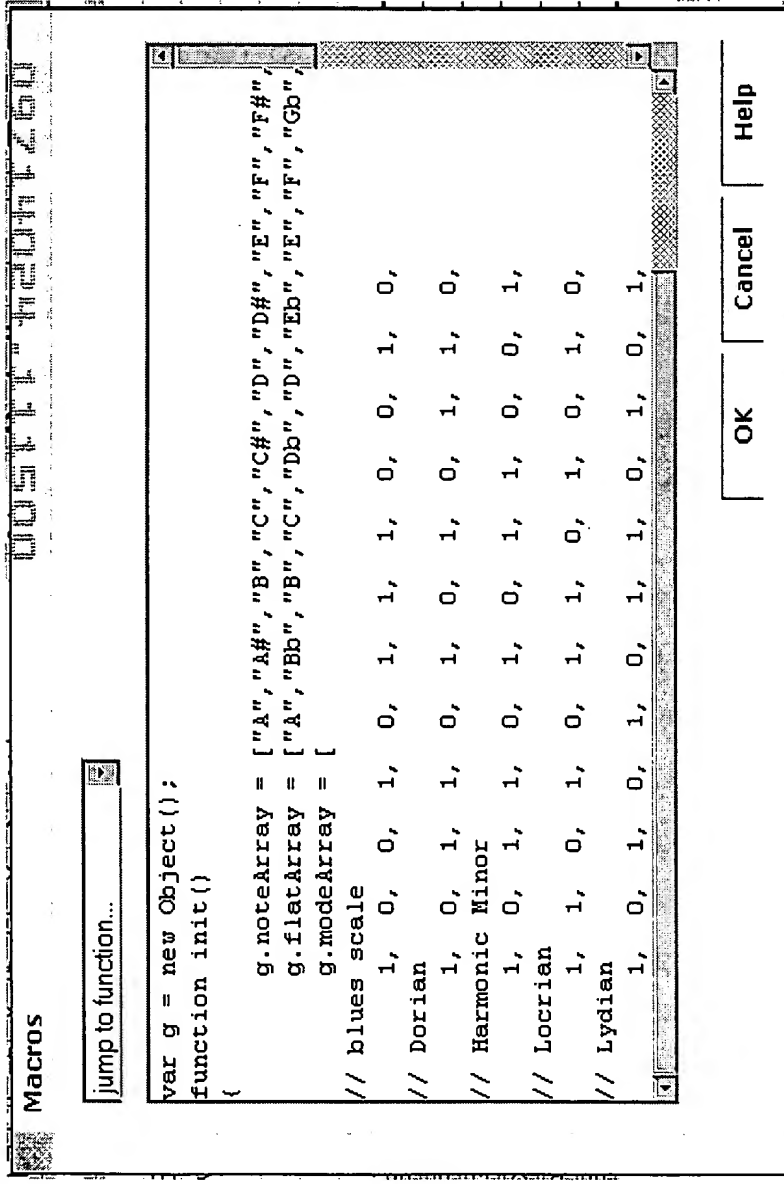 Macros
jump to function...
var g = new Object();
function init()
{
g.noteArray = ["A","A#","B","C","C#","D","D#","E","F","F#",
g.flatArray = ["A","Bb","B","C","Db","D","Eb","E","F","Gb",
g.modeArray = [
// blues scale
1, 0, 0, 1, 0, 1, 1, 1, 0, 0, 1, 0,
// Dorian
1, 0, 1, 1, 0, 1, 0, 1, 0, 1, 1, 0,
// Harmonic Minor
1, 0, 1, 1, 0, 1, 0, 1, 1, 0, 0, 1,
// Locrian
1, 1, 0, 1, 0, 1, 1, 0, 1, 0, 1, 0,
// Lydian
1, 0, 1, 0, 1, 0, 1, 1, 0, 1, 0, 1,
OK
Cancel
Help